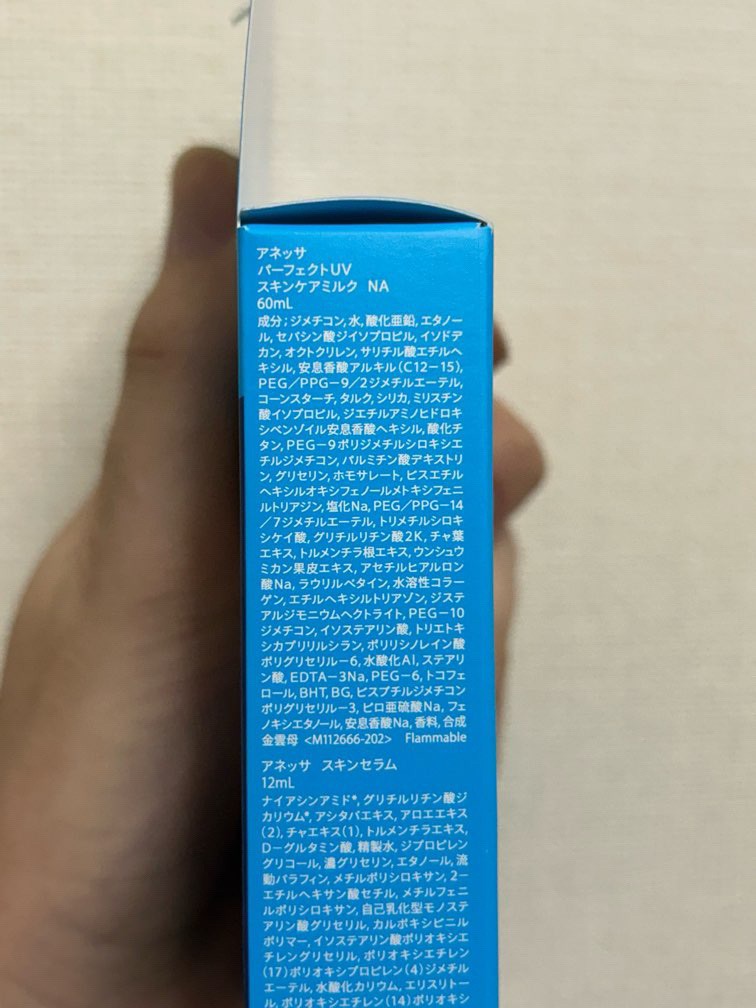 アネッサ
パーフェクトUV
スキンケアミルク NA
60mL
成分;ジメチコン,水,酸化亜鉛,エタノー
ル,セバシン酸ジイソプロピル,イソドデ
カン,オクトクリレン,サリチル酸エチルヘ
キシル,安息香酸アルキル(C12-15),
PEG/PPG-9/2ジメチルエーテル,
コーンスターチ,タルク,シリカ,ミリスチン
酸イソプロピル,ジエチルアミノヒドロキ
シベンゾイル安息香酸ヘキシル,酸化チ
タン,PEG-9ポリジメチルシロキシエ
チルジメチコン,パルミチン酸デキストリ
ン,グリセリン,ホモサレート,ビスエチル
ヘキシルオキシフェノールメトキシフェニ
ルトリアジン,塩化Na,PEG/PPG-14
/7ジメチルエーテル,トリメチルシロキ
シケイ酸,グリチルリチン酸2K,チャ葉
エキス,トルメンチラ根エキス,ウンシュウ
ミカン果皮エキス,アセチルヒアルロン
酸Na,ラウリルベタイン,水溶性コラー
ゲン,エチルヘキシルトリアゾン,ジステ
アルジモニウムヘクトライト,PEG-10
ジメチコン,イソステアリン酸,トリエトキ
シカプリリルシラン,ポリリシノレイン酸
ポリグリセリル-6,水酸化Al,ステアリ
ン酸,EDTA-3Na,PEG-6,トコフェ
ロール,BHT,BG,ビスブチルジメチコン
ポリグリセリル-3,ピロ亜硫酸Na,フェ
ノキシエタノール,安息香酸Na,香料,合成
金雲母 <M112666-202> Flammable
アネッサ スキンセラム
12mL
ナイアシンアミド*,グリチルリチン酸ジ
カリウム*,アシタバエキス,アロエエキス
(2),チャエキス(1),トルメンチラエキス,
D-グルタミン酸,精製水,ジプロピレン
グリコール,濃グリセリン,エタノール,流
動パラフィン,メチルポリシロキサン,2-
エチルヘキサン酸セチル,メチルフェニ
ルポリシロキサン,自己乳化型モノステ
アリン酸グリセリル,カルボキシビニル
ポリマー,イソステアリン酸ポリオキシエ
チレングリセリル,ポリオキシエチレン
(17)ポリオキシプロピレン(4)ジメチル
エーテル,水酸化カリウム,エリスリトー
ル,ポリオキシエチレン(14)ポリオキシ